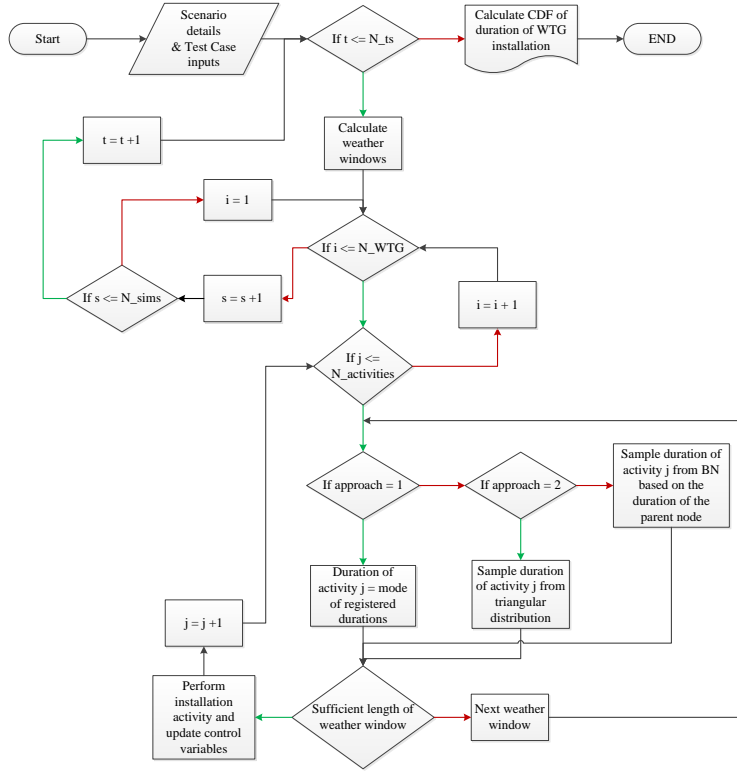 Start
Scenario
details
& Test Case
inputs
If t <= N_ts
Calculate CDF of
duration of WTG
installation
END
t = t +1
Calculate
weather
windows
i = 1
If i <= N_WTG
If s <= N_sims
s = s +1
i = i + 1
If j <=
N_activities
If approach = 1
If approach = 2
Sample duration of
activity j from BN
based on the
duration of the
parent node
Duration of
activity j = mode
of registered
durations
Sample duration
of activity j from
triangular
distribution
j = j +1
Perform
installation
activity and
update control
variables
Sufficient length of
weather window
Next weather
window